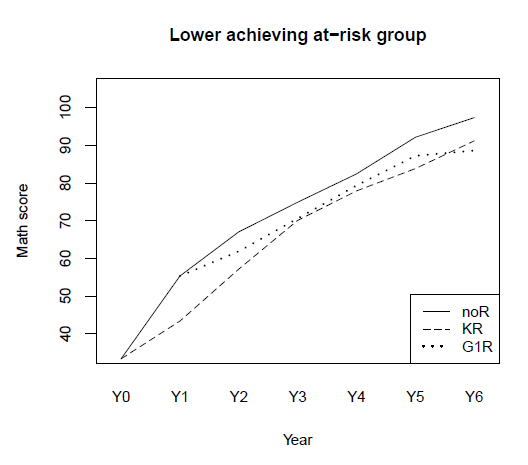 Lower achieving at−risk group
Math score
100
90
80
70
60
50
40
noR
KR
G1R
Y0 Y1 Y2 Y3 Y4 Y5 Y6
Year